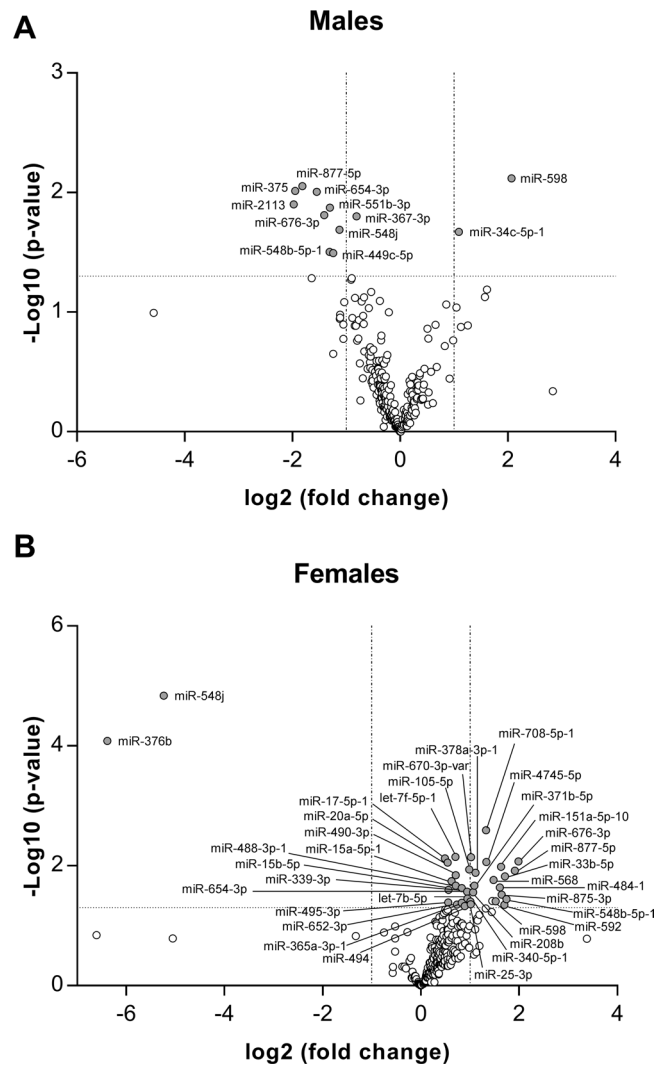 A
Males
3
2
1
0
-6
-4
-2
0
2
4
-Log10 (p-value)
log2 (fold change)
miR-877-5p
miR-375
miR-654-3p
miR-598
miR-2113
miR-551b-3p
miR-676-3p
miR-367-3p
miR-548j
miR-34c-5p-1
miR-548b-5p-1
miR-449c-5p
B
Females
6
4
2
0
-6
-4
-2
0
2
4
-Log10 (p-value)
log2 (fold change)
miR-548j
miR-376b
miR-708-5p-1
miR-378a-3p-1
miR-670-3p-var
miR-4745-5p
miR-105-5p
miR-371b-5p
let-7f-5p-1
miR-17-5p-1
miR-151a-5p-10
miR-20a-5p
miR-676-3p
miR-490-3p
miR-877-5p
miR-488-3p-1
miR-15a-5p-1
miR-33b-5p
miR-15b-5p
miR-568
miR-339-3p
miR-484-1
miR-654-3p
let-7b-5p
miR-875-3p
miR-495-3p
miR-548b-5p-1
miR-652-3p
miR-592
miR-598
miR-365a-3p-1
miR-208b
miR-494
miR-340-5p-1
miR-25-3p